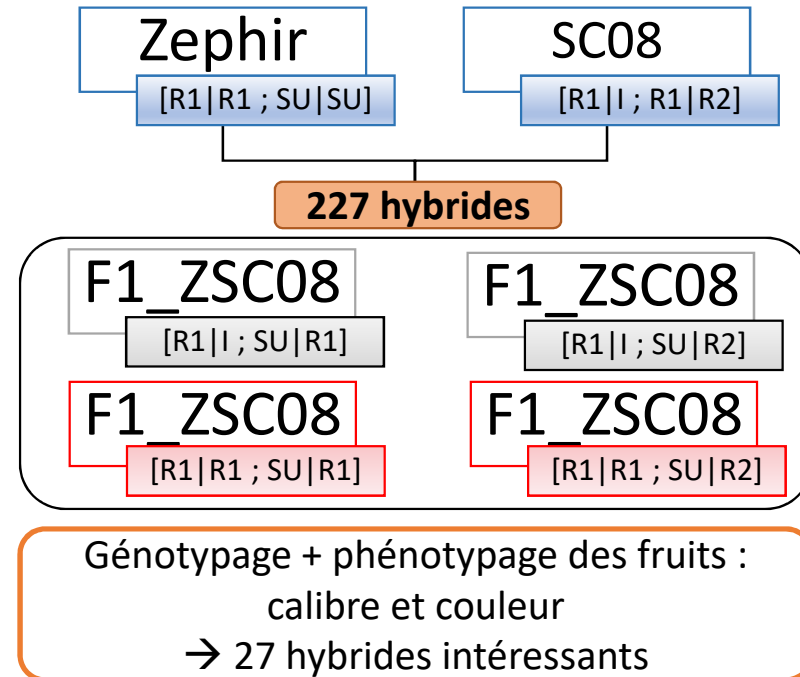 Zephir
[R1|R1 ; SU|SU]
SC08
[R1|I ; R1|R2]
227 hybrides
F1_ZSC08
[R1|I ; SU|R1]
F1_ZSC08
[R1|I ; SU|R2]
F1_ZSC08
[R1|R1 ; SU|R1]
F1_ZSC08
[R1|R1 ; SU|R2]
Génotypage + phénotypage des fruits :
calibre et couleur
→ 27 hybrides intéressants